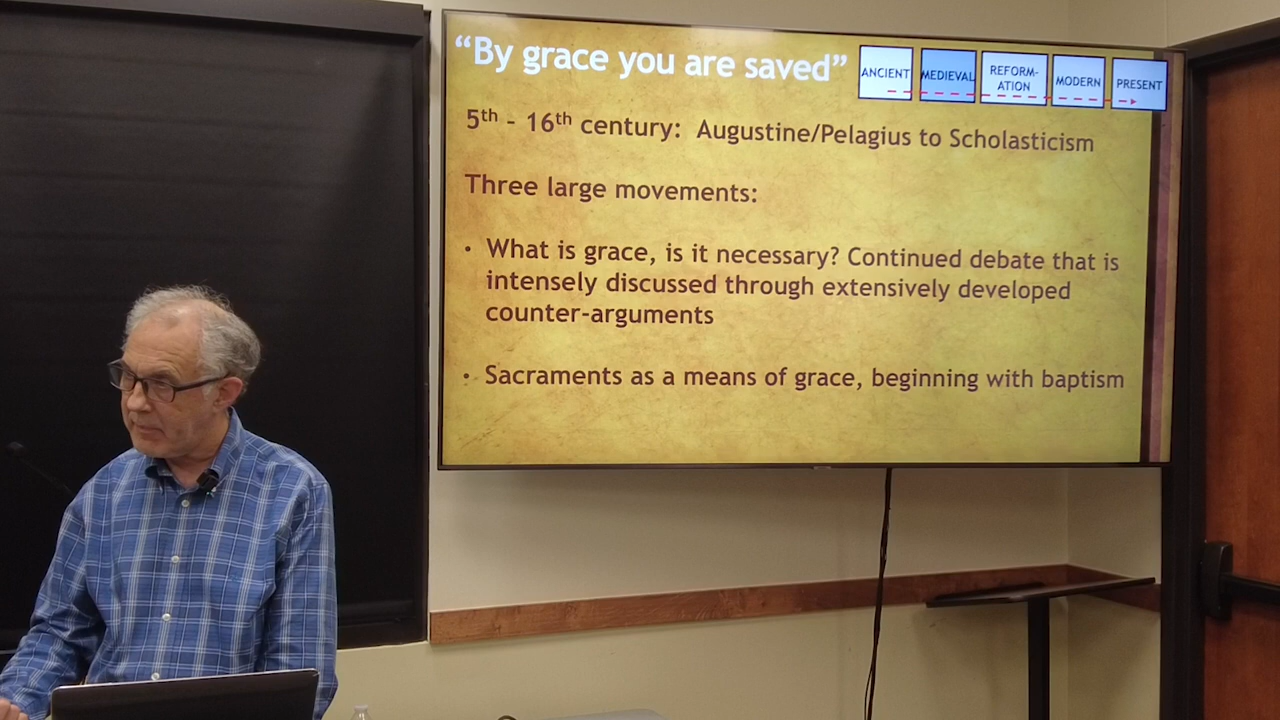 “By grace you are saved”
ANCIENT
MEDIEVAL
REFORM-
ATION
MODERN
PRESENT
5th – 16th century: Augustine/Pelagius to Scholasticism
Three large movements:
• What is grace, is it necessary? Continued debate that is
intensely discussed through extensively developed
counter-arguments
• Sacraments as a means of grace, beginning with baptism